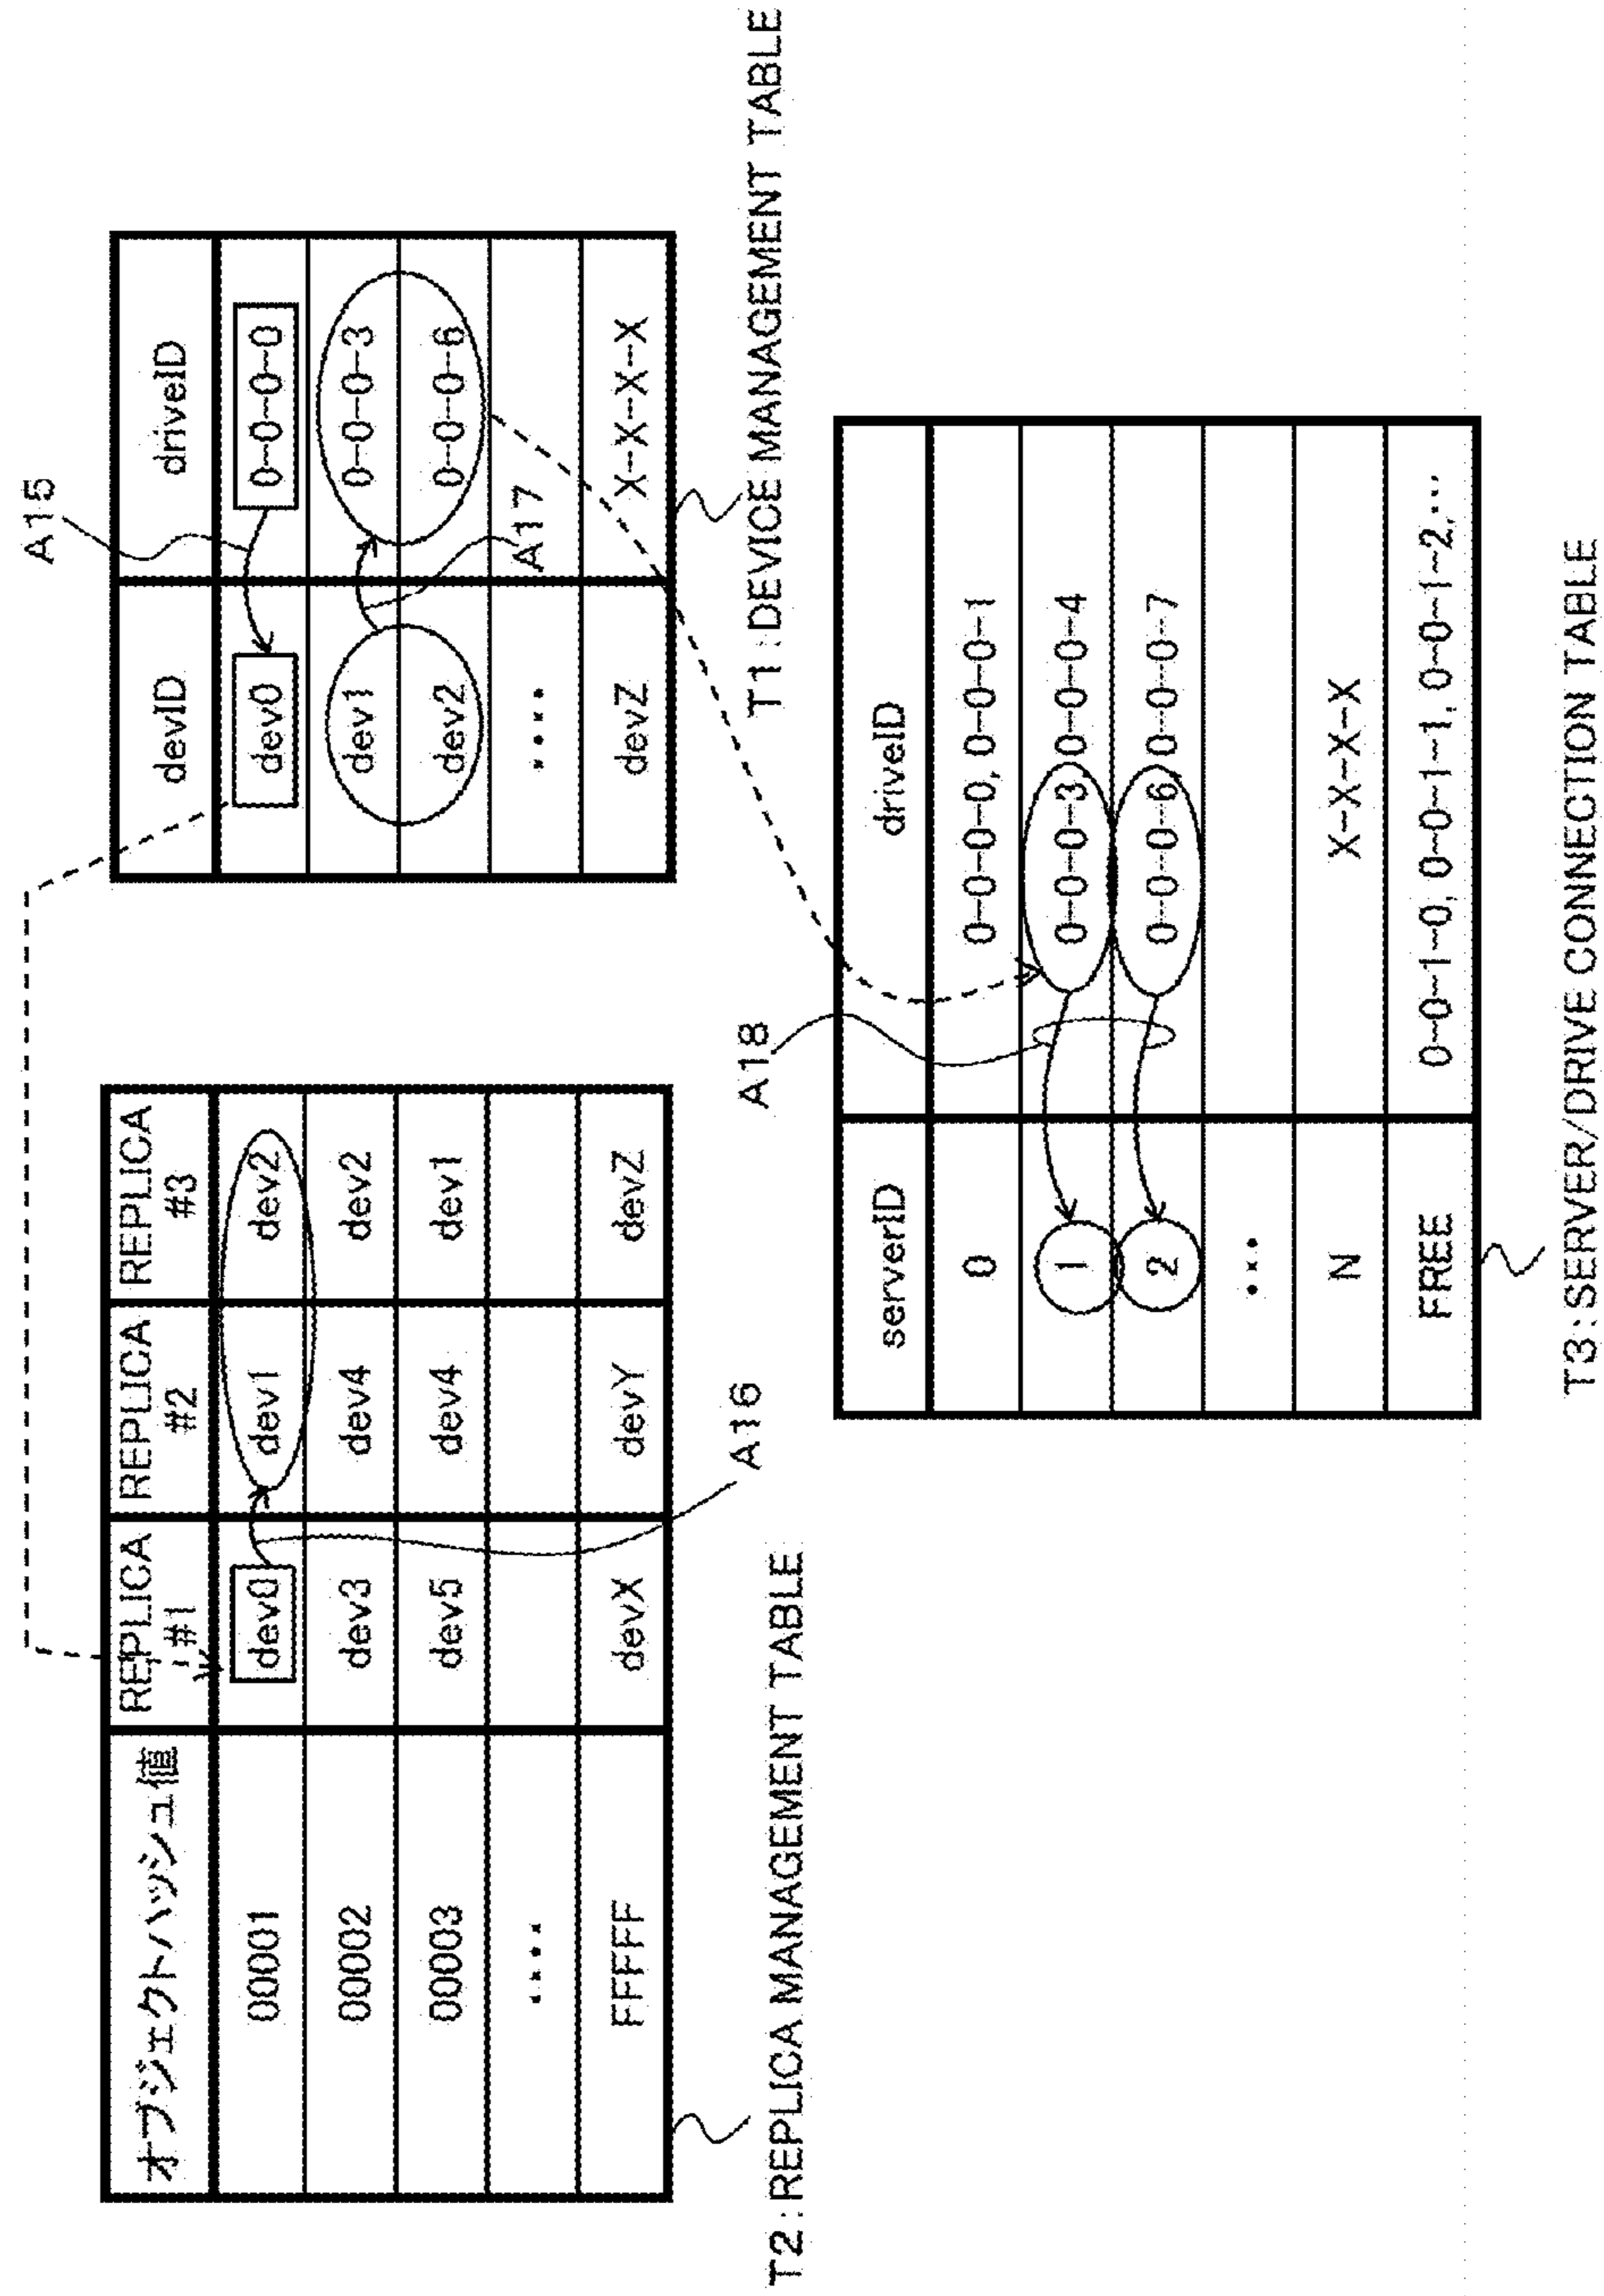 オブジェクトハッシュ値 REPLICA #1 REPLICA #2 REPLICA #3
00001 dev0 dev1 dev2
00002 dev3 dev4 dev2
00003 dev5 dev4 dev1
....
FFFFF devX devY devZ
A16
T2:REPLICA MANAGEMENT TABLE
A15
devID driveID
dev0 0-0-0-0
dev1 0-0-0-3
dev2 0-0-0-6
....
devZ X-X-X-X
A17
T1:DEVICE MANAGEMENT TABLE
A18
serverID driveID
0 0-0-0-0, 0-0-0-1
1 0-0-0-3 0-0-0-4
2 0-0-0-6 0-0-0-7
...
N X-X-X-X
FREE 0-0-1-0, 0-0-1-1, 0-0-1-2,...
T3:SERVER/DRIVE CONNECTION TABLE